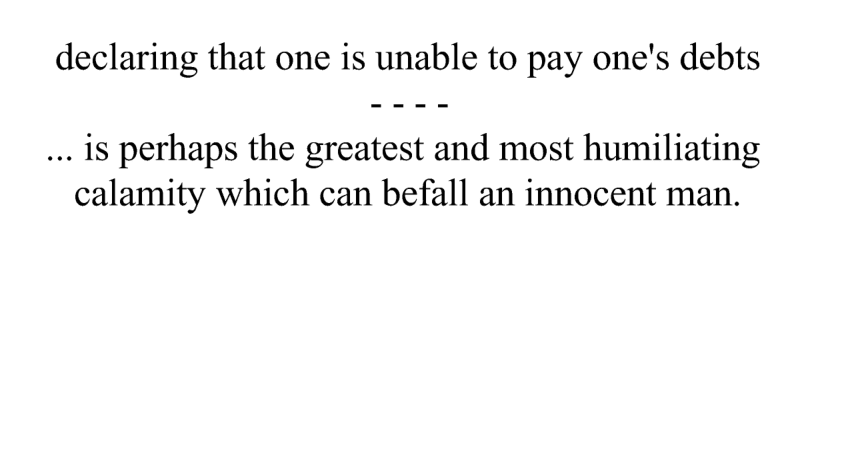 declaring that one is unable to pay one's debts
- - - -
... is perhaps the greatest and most humiliating
calamity which can befall an innocent man.